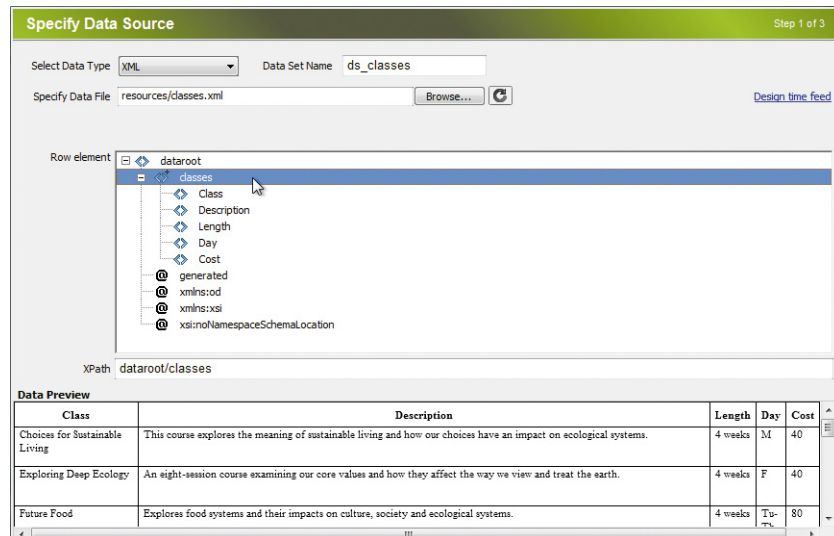 Specify Data Source Step 1 of 3
Select Data Type XML Data Set Name ds_classes
Specify Data File resources/classes.xml Browse... Design time feed
Row element dataroot
classes
Class
Description
Length
Day
Cost
@ generated
@ xmlns:od
@ xmlns:xsi
@ xsi:noNamespaceSchemaLocation
XPath dataroot/classes
Data Preview
Class Description Length Day Cost
Choices for Sustainable This course explores the meaning of sustainable living and how our choices have an impact on ecological systems. 4 weeks M 40
Living
Exploring Deep Ecology An eight-session course examining our core values and how they affect the way we view and treat the earth. 4 weeks F 40
Future Food Explores food systems and their impacts on culture, society and ecological systems. 4 weeks Tu- 80